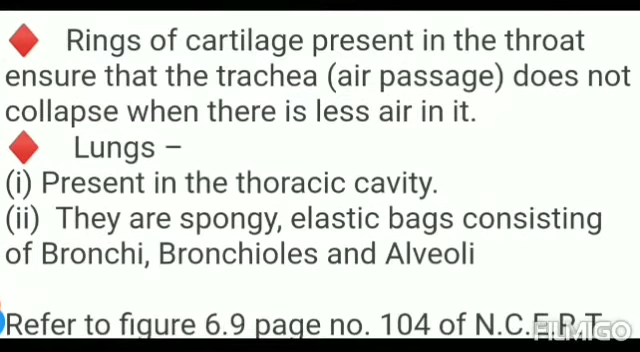 Rings of cartilage present in the throat
ensure that the trachea (air passage) does not
collapse when there is less air in it.
Lungs –
(i) Present in the thoracic cavity.
(ii) They are spongy, elastic bags consisting
of Bronchi, Bronchioles and Alveoli
Refer to figure 6.9 page no. 104 of N.C.E.R.T
FILMIGO